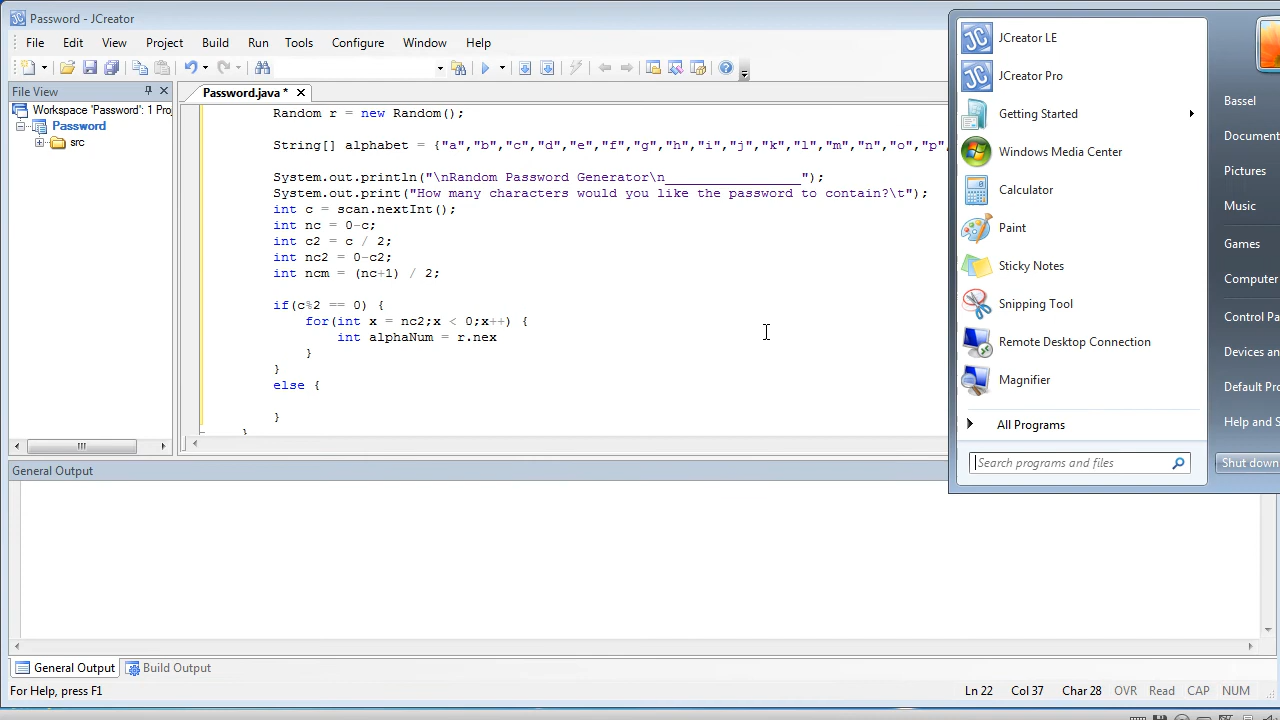 Password - JCreator
File Edit View Project Build Run Tools Configure Window Help
File View
Password.java *
Workspace 'Password': 1 Proj
Password
src
Random r = new Random();
String[] alphabet = {"a","b","c","d","e","f","g","h","i","j","k","l","m","n","o","p",
System.out.println("\nRandom Password Generator\n_________________");
System.out.print("How many characters would you like the password to contain?\t");
int c = scan.nextInt();
int nc = 0-c;
int c2 = c / 2;
int nc2 = 0-c2;
int ncm = (nc+1) / 2;
if(c%2 == 0) {
for(int x = nc2;x < 0;x++) {
int alphaNum = r.nex
}
}
else {
}
}
JCreator LE
JCreator Pro
Getting Started
Windows Media Center
Calculator
Paint
Sticky Notes
Snipping Tool
Remote Desktop Connection
Magnifier
All Programs
Search programs and files
Bassel
Document
Pictures
Music
Games
Computer
Control Pa
Devices an
Default Pro
Help and S
Shut down
General Output
General Output Build Output
For Help, press F1
Ln 22 Col 37 Char 28 OVR Read CAP NUM